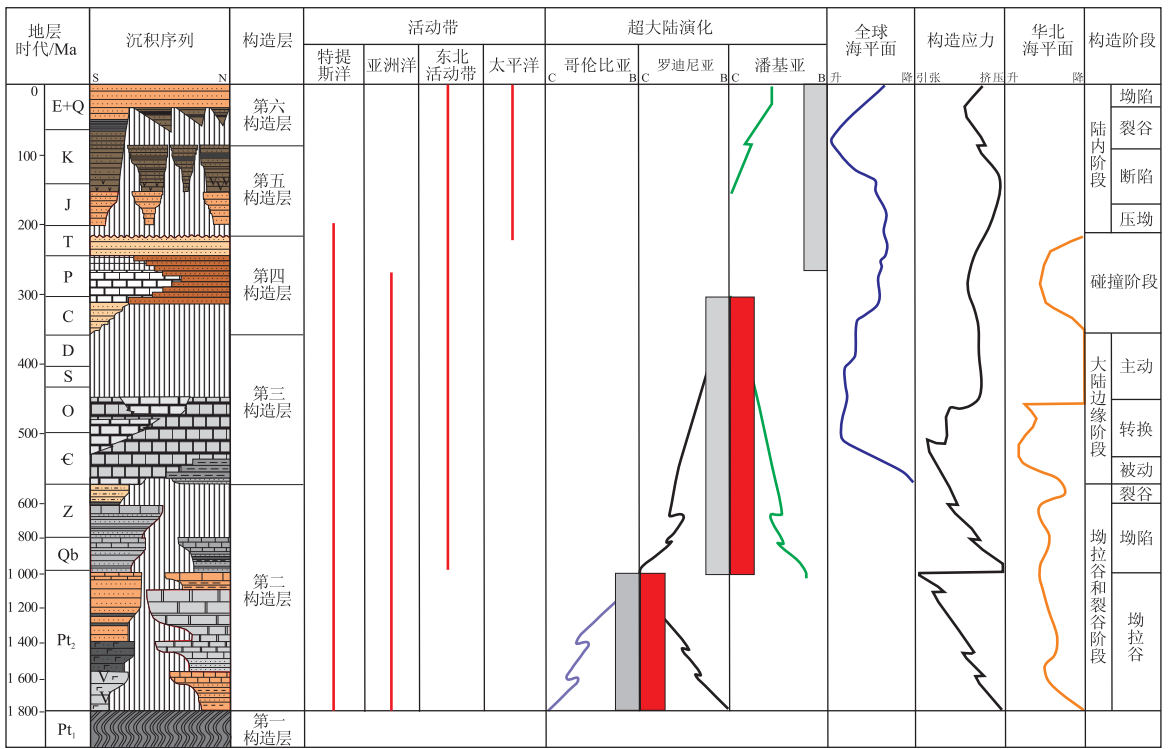 地层
时代/Ma
沉积序列
S N
构造层
活动带
特提
斯洋
亚洲洋
东北
活动带
太平洋
超大陆演化
C 哥伦比亚 B
C 罗迪尼亚 B
C 潘基亚 B
全球
海平面
升 降
构造应力
引张 挤压
华北
海平面
升 降
构造阶段
0
100
200
300
400
500
600
800
1 000
1 200
1 400
1 600
1 800
E+Q
K
J
T
P
C
D
S
O
Є
Z
Qb
Pt2
Pt1
V
V
第六
构造层
第五
构造层
第四
构造层
第三
构造层
第二
构造层
第一
构造层
陆内阶段
坳陷
裂谷
断陷
压坳
碰撞阶段
大陆边缘阶段
主动
转换
被动
坳拉谷和裂谷阶段
裂谷
坳陷
坳拉谷